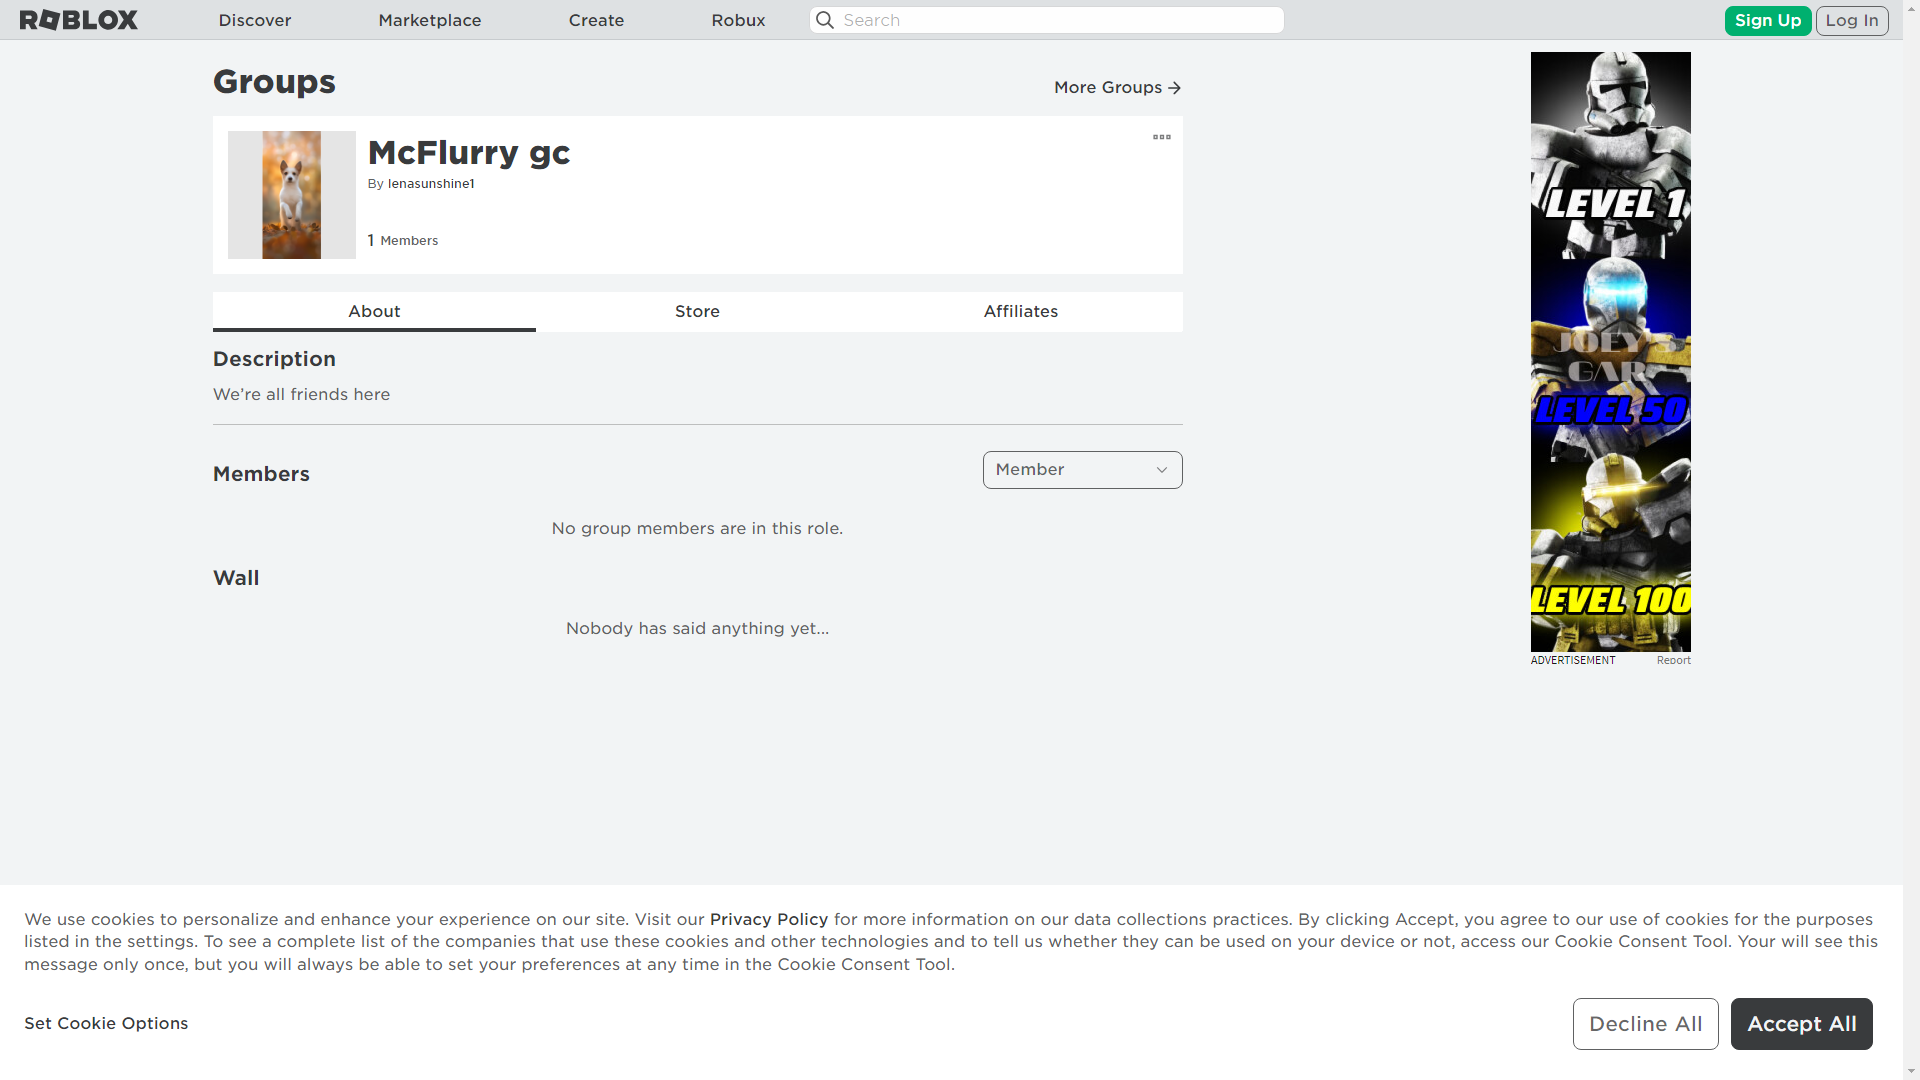 ROBLOX
Discover
Marketplace
Create
Robux
Search
Sign Up
Log In
Groups
More Groups
McFlurry gc
By lenasunshine1
1 Members
About
Store
Affiliates
Description
We’re all friends here
Members
Member
No group members are in this role.
Wall
Nobody has said anything yet...
LEVEL 1
JOEY'S
GAR
LEVEL 50
LEVEL 100
ADVERTISEMENT
Report
We use cookies to personalize and enhance your experience on our site. Visit our Privacy Policy for more information on our data collections practices. By clicking Accept, you agree to our use of cookies for the purposes
listed in the settings. To see a complete list of the companies that use these cookies and other technologies and to tell us whether they can be used on your device or not, access our Cookie Consent Tool. Your will see this
message only once, but you will always be able to set your preferences at any time in the Cookie Consent Tool.
Set Cookie Options
Decline All
Accept All